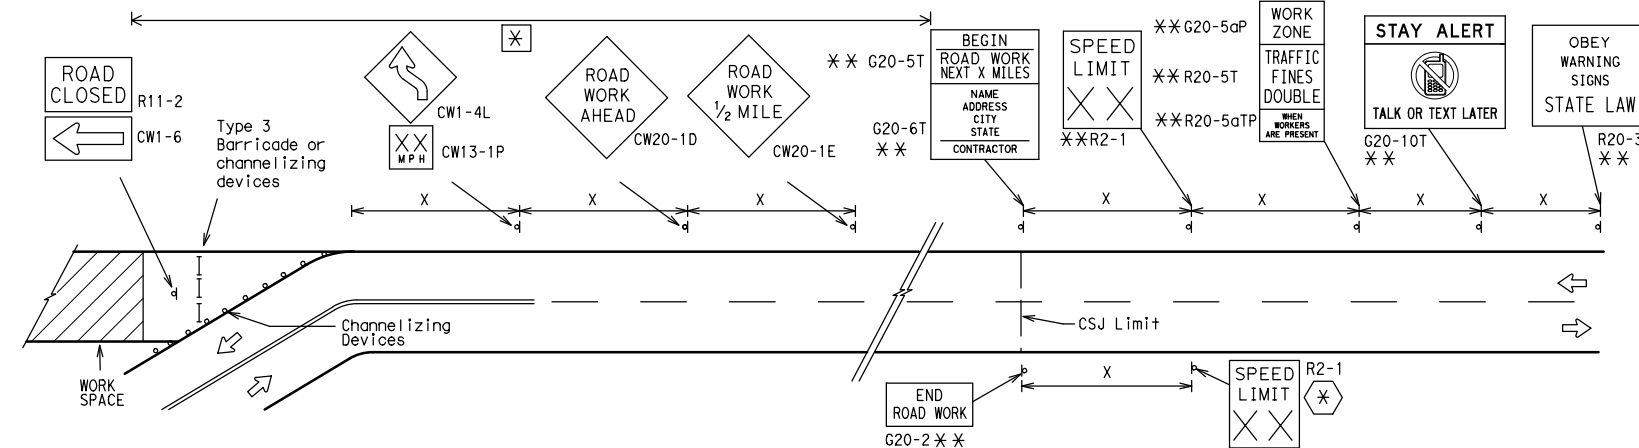 ROAD
CLOSED
R11-2
CW1-6
Type 3
Barricade or
channelizing
devices
CW1-4L
XX
MPH
CW13-1P
*
ROAD
WORK
AHEAD
CW20-1D
ROAD
WORK
1/2 MILE
CW20-1E
** G20-5T
G20-6T
**
BEGIN
ROAD WORK
NEXT X MILES
NAME
ADDRESS
CITY
STATE
CONTRACTOR
SPEED
LIMIT
XX
**R2-1
**G20-5aP
** R20-5T
**R20-5aTP
WORK
ZONE
TRAFFIC
FINES
DOUBLE
WHEN
WORKERS
ARE PRESENT
STAY ALERT
TALK OR TEXT LATER
G20-10T
**
OBEY
WARNING
SIGNS
STATE LAW
R20-3
**
X X X X X X X
Channelizing
Devices
CSJ Limit
WORK
SPACE
END
ROAD WORK
G20-2**
X
SPEED
LIMIT
XX
R2-1
*